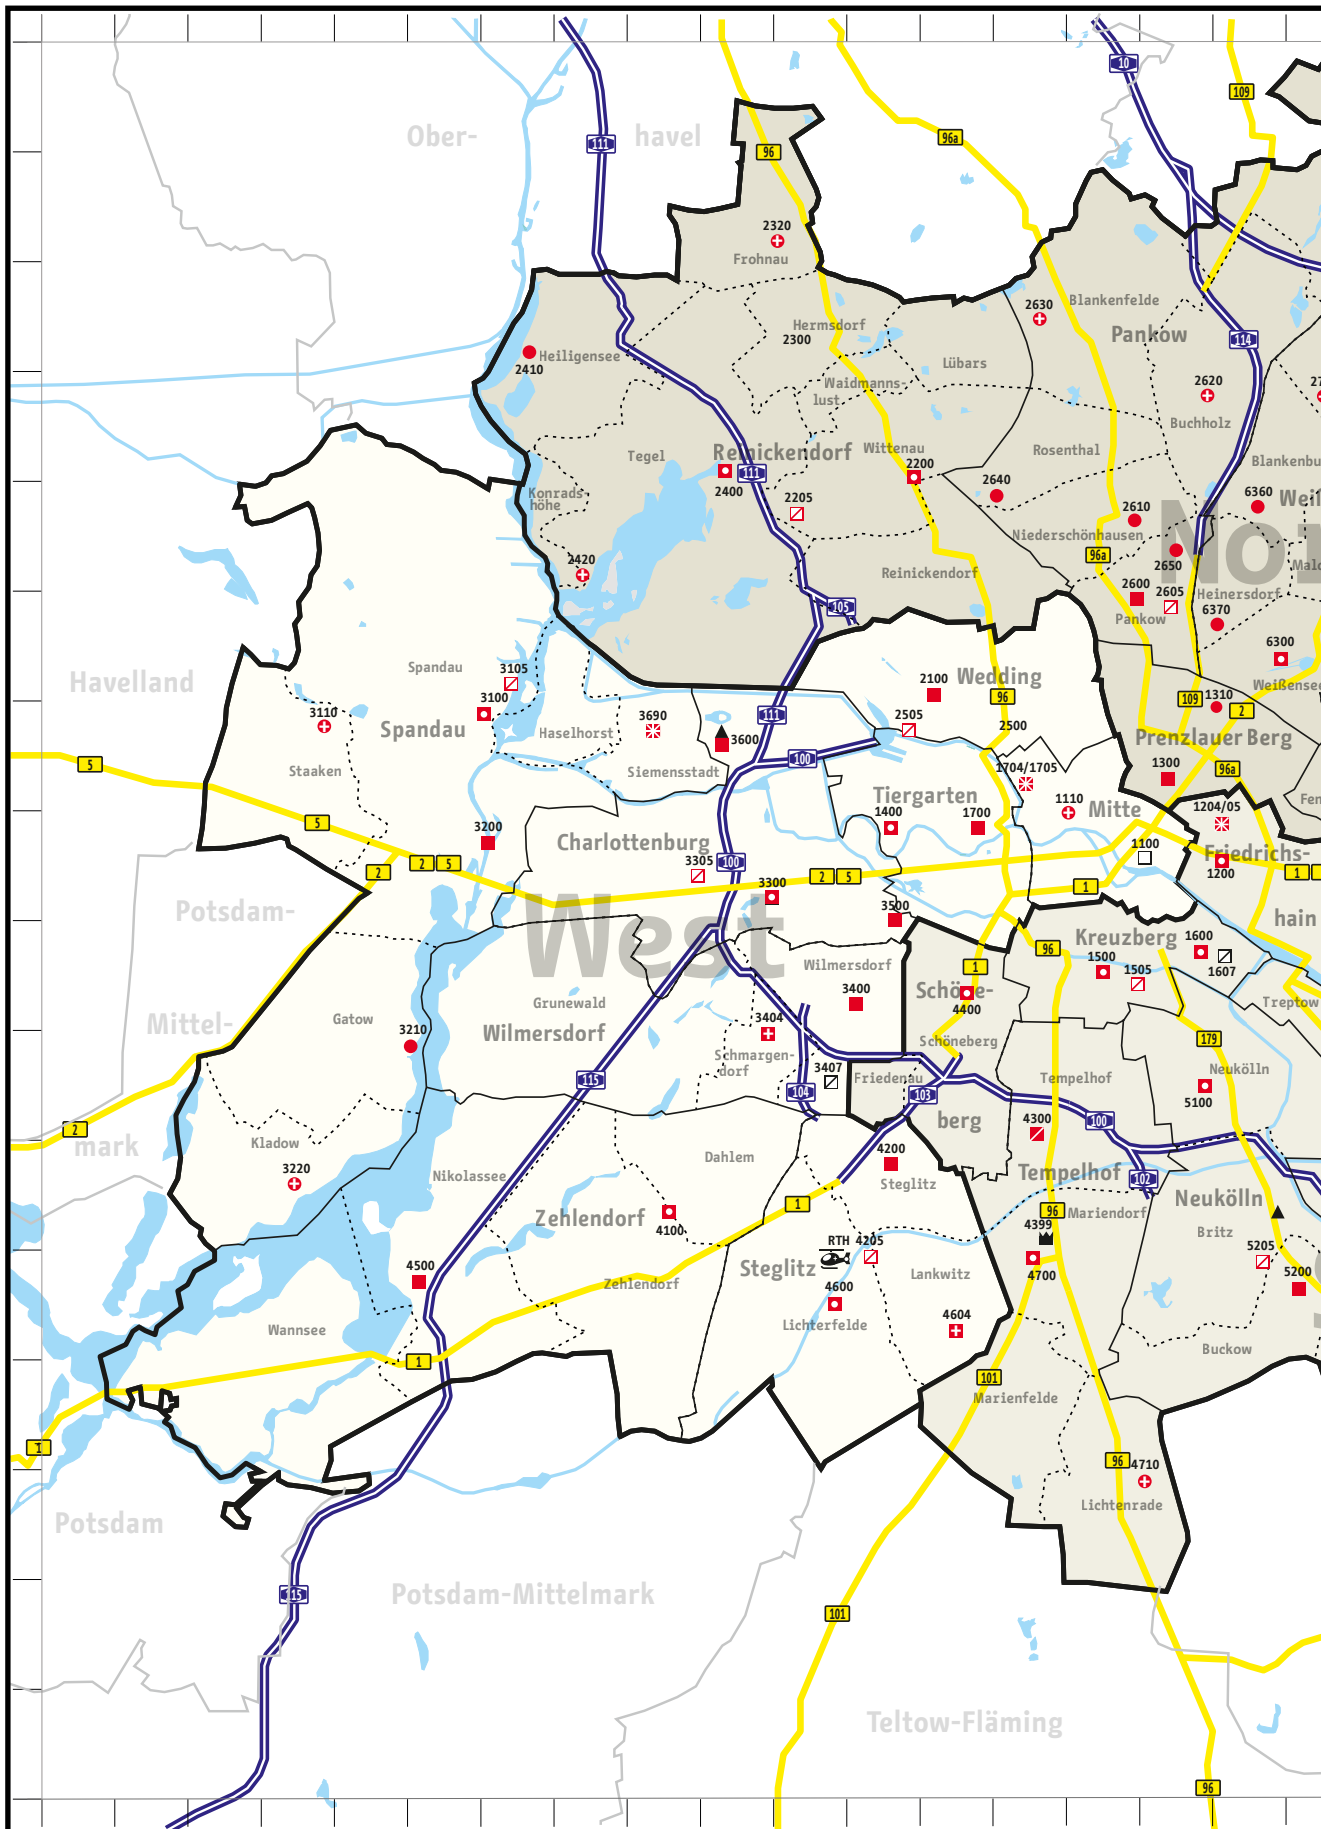 10
109
Ober-
havel
111
96
96a
2320
Frohnau
2630
Blankenfelde
Hermsdorf
2300
Pankow
114
Heiligensee
2410
Lübars
Waidmanns-
lust
2620
Buchholz
Tegel
Reinickendorf
Wittenau
Rosenthal
2200
111
2400
2205
Konrads-
höhe
2640
2610
6360
Niederschönhausen
96a
2650
2420
Reinickendorf
2600
2605
Heinersdorf
105
Pankow
6370
6300
Havelland
Spandau
3105
3100
3110
Spandau
Haselhorst
3690
3600
Siemensstadt
111
100
2100
Wedding
96
2505
2500
109
1310
2
Prenzlauer Berg
1300
96a
Staaken
5
5
1704/1705
1110
Mitte
Tiergarten
1400
1700
1204/05
Friedrichs-
1200
1100
3200
Charlottenburg
3305
100
2
2
5
3300
2
5
1
1
Potsdam-
West
3500
hain
Kreuzberg
1600
96
1500
1505
1607
Wilmersdorf
1
3400
Schöne-
4400
Treptow
Grunewald
Mittel-
Gatow
3210
Wilmersdorf
3404
Schmargen-
dorf
3407
Schöneberg
179
Neukölln
115
104
Friedenau
103
Tempelhof
5100
berg
4300
100
2
mark
Kladow
3220
Nikolassee
Dahlem
4200
Steglitz
Tempelhof
102
Zehlendorf
4100
1
96
Mariendorf
Neukölln
4399
Britz
RTH
4205
5205
4500
Steglitz
4600
Lankwitz
4700
5200
Zehlendorf
Lichterfelde
4604
Wannsee
Buckow
1
101
Marienfelde
1
96
4710
Lichtenrade
Potsdam
115
Potsdam-Mittelmark
101
Teltow-Fläming
96